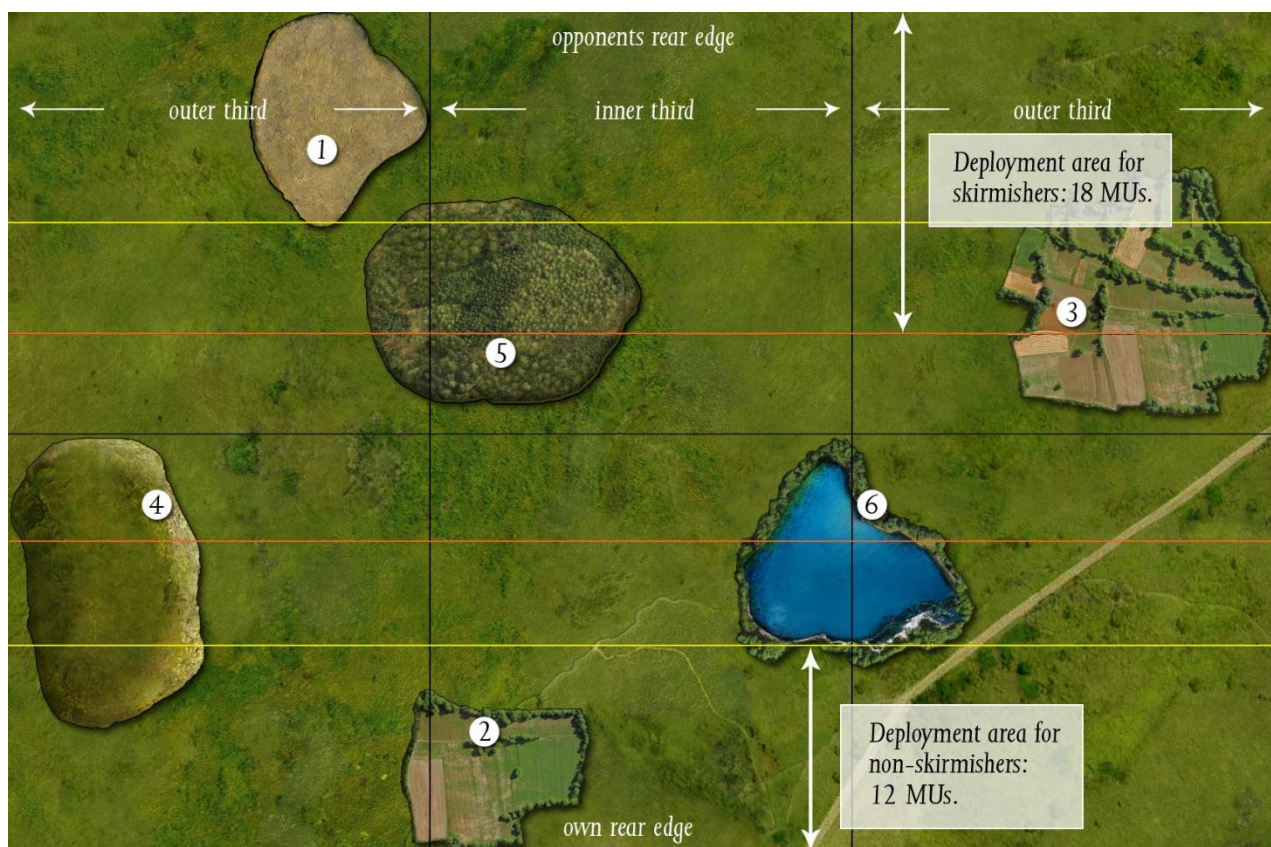 opponents rear edge
outer third
inner third
outer third
1
Deployment area for
skirmishers: 18 MUs.
3
5
4
6
2
Deployment area for
non-skirmishers:
12 MUs.
own rear edge